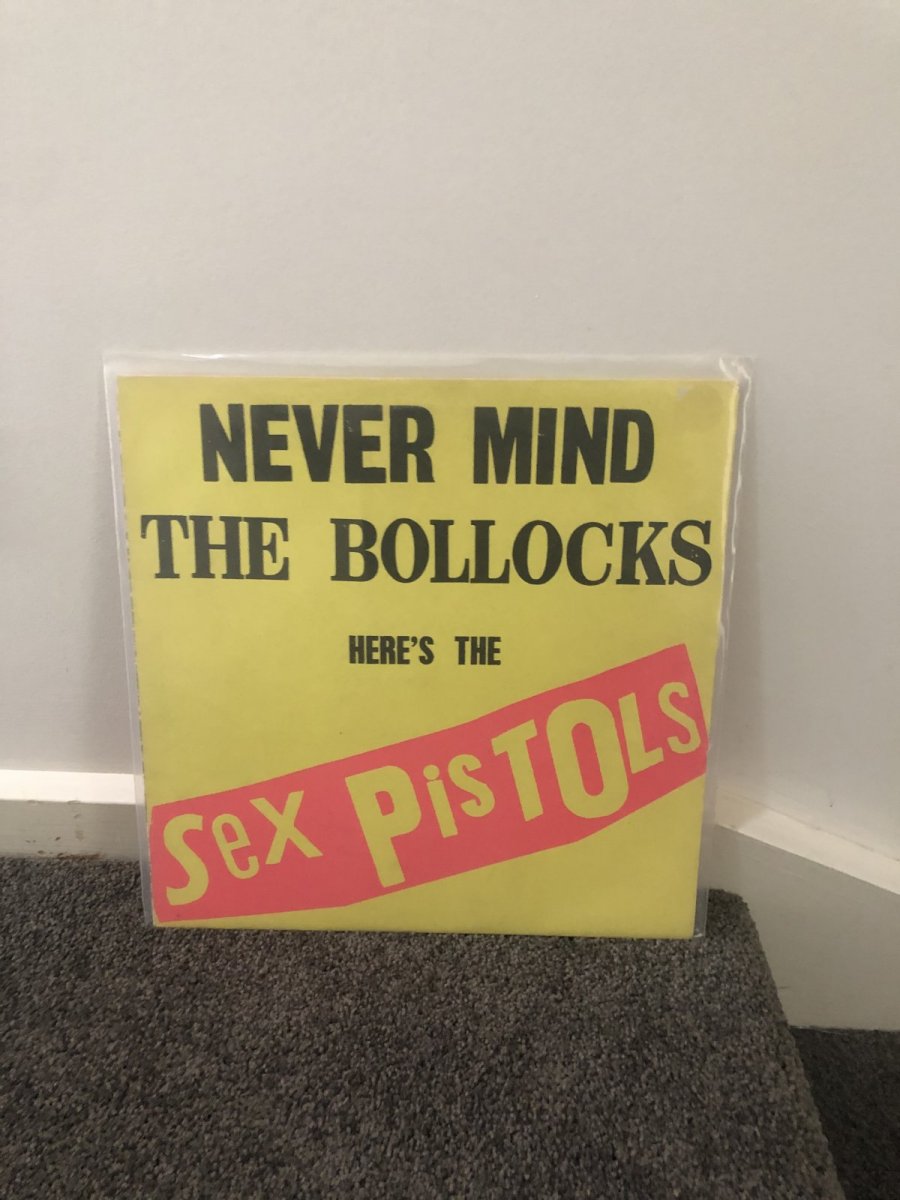 NEVER MIND
THE BOLLOCKS
HERE'S THE
Sex PisTOLS